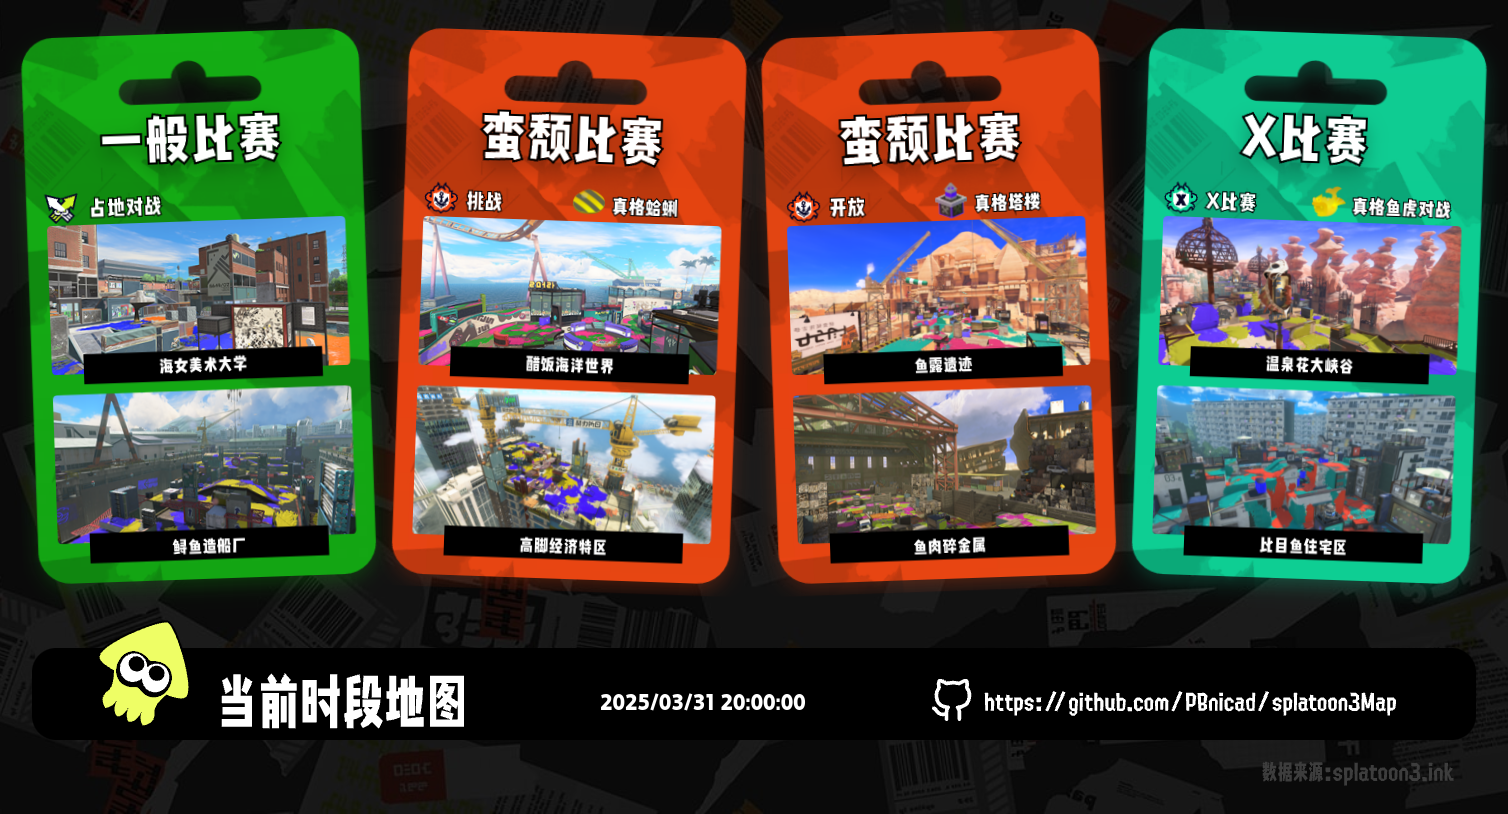 一般比赛
占地对战
海女美术大学
鲟鱼造船厂
蛮颓比赛
挑战
真格蛤蜊
醋饭海洋世界
高脚经济特区
蛮颓比赛
开放
真格塔楼
鱼露遗迹
鱼肉碎金属
X比赛
X比赛
真格鱼虎对战
温泉花大峡谷
比目鱼住宅区
当前时段地图
2025/03/31 20:00:00
https://github.com/PBnicad/splatoon3Map
数据来源:splatoon3.ink